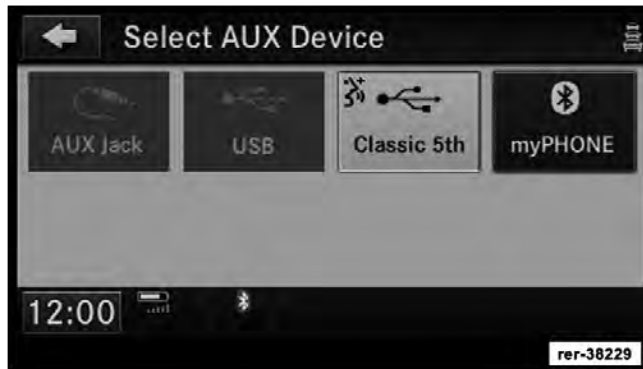 Select AUX Device
AUX Jack
USB
Classic 5th
myPHONE
12:00
rer-38229